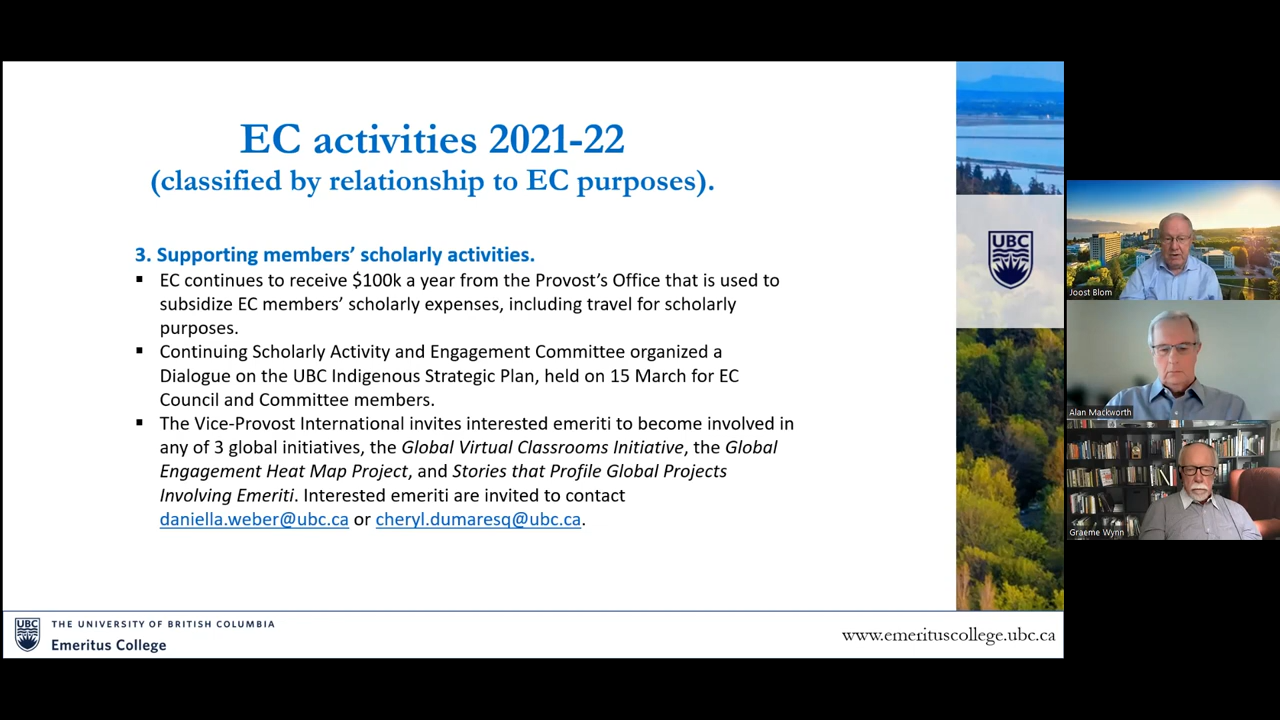 EC activities 2021-22
(classified by relationship to EC purposes).
3. Supporting members’ scholarly activities.
▪ EC continues to receive $100k a year from the Provost’s Office that is used to
subsidize EC members’ scholarly expenses, including travel for scholarly
purposes.
▪ Continuing Scholarly Activity and Engagement Committee organized a
Dialogue on the UBC Indigenous Strategic Plan, held on 15 March for EC
Council and Committee members.
▪ The Vice-Provost International invites interested emeriti to become involved in
any of 3 global initiatives, the Global Virtual Classrooms Initiative, the Global
Engagement Heat Map Project, and Stories that Profile Global Projects
Involving Emeriti. Interested emeriti are invited to contact
daniella.weber@ubc.ca or cheryl.dumaresq@ubc.ca.
UBC
UBC
THE UNIVERSITY OF BRITISH COLUMBIA
Emeritus College
www.emerituscollege.ubc.ca
Joost Blom
Alan Mackworth
Graeme Wynn